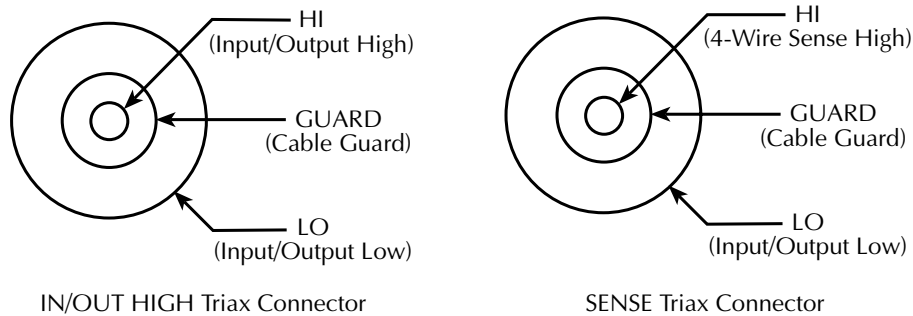 HI
(Input/Output High)
GUARD
(Cable Guard)
LO
(Input/Output Low)
IN/OUT HIGH Triax Connector
HI
(4-Wire Sense High)
GUARD
(Cable Guard)
LO
(Input/Output Low)
SENSE Triax Connector